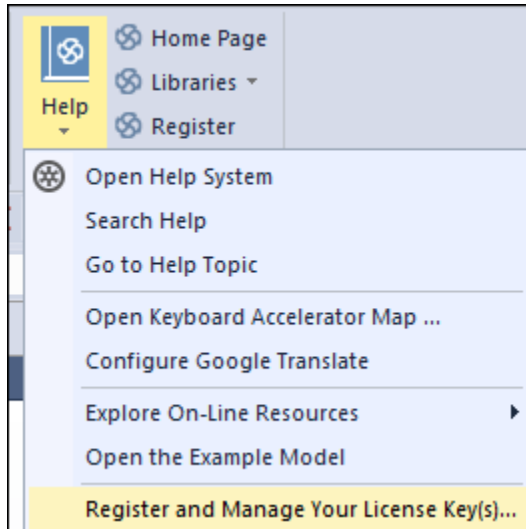 Home Page
Libraries
Help
Register
Open Help System
Search Help
Go to Help Topic
Open Keyboard Accelerator Map ...
Configure Google Translate
Explore On-Line Resources
Open the Example Model
Register and Manage Your License Key(s)...